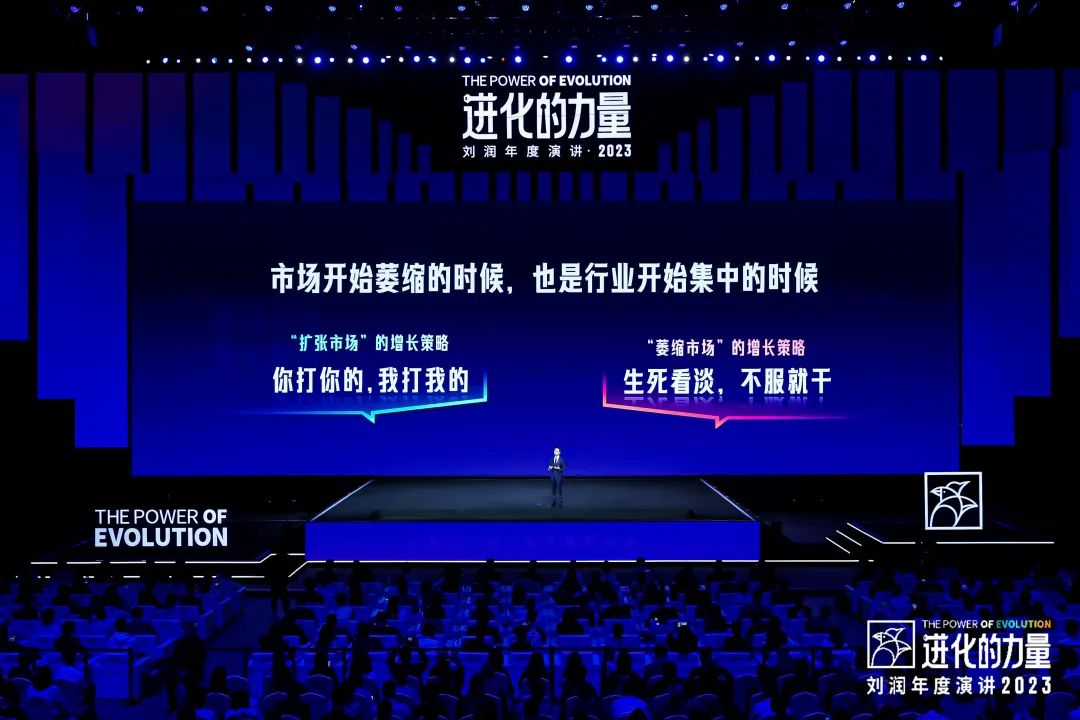 THE POWER OF EVOLUTION
进化的力量
刘润年度演讲·2023
市场开始萎缩的时候，也是行业开始集中的时候
“扩张市场”的增长策略
你打你的，我打我的
“萎缩市场”的增长策略
生死看淡，不服就干
THE POWER OF
EVOLUTION
THE POWER OF EVOLUTION
进化的力量
刘润年度演讲2023